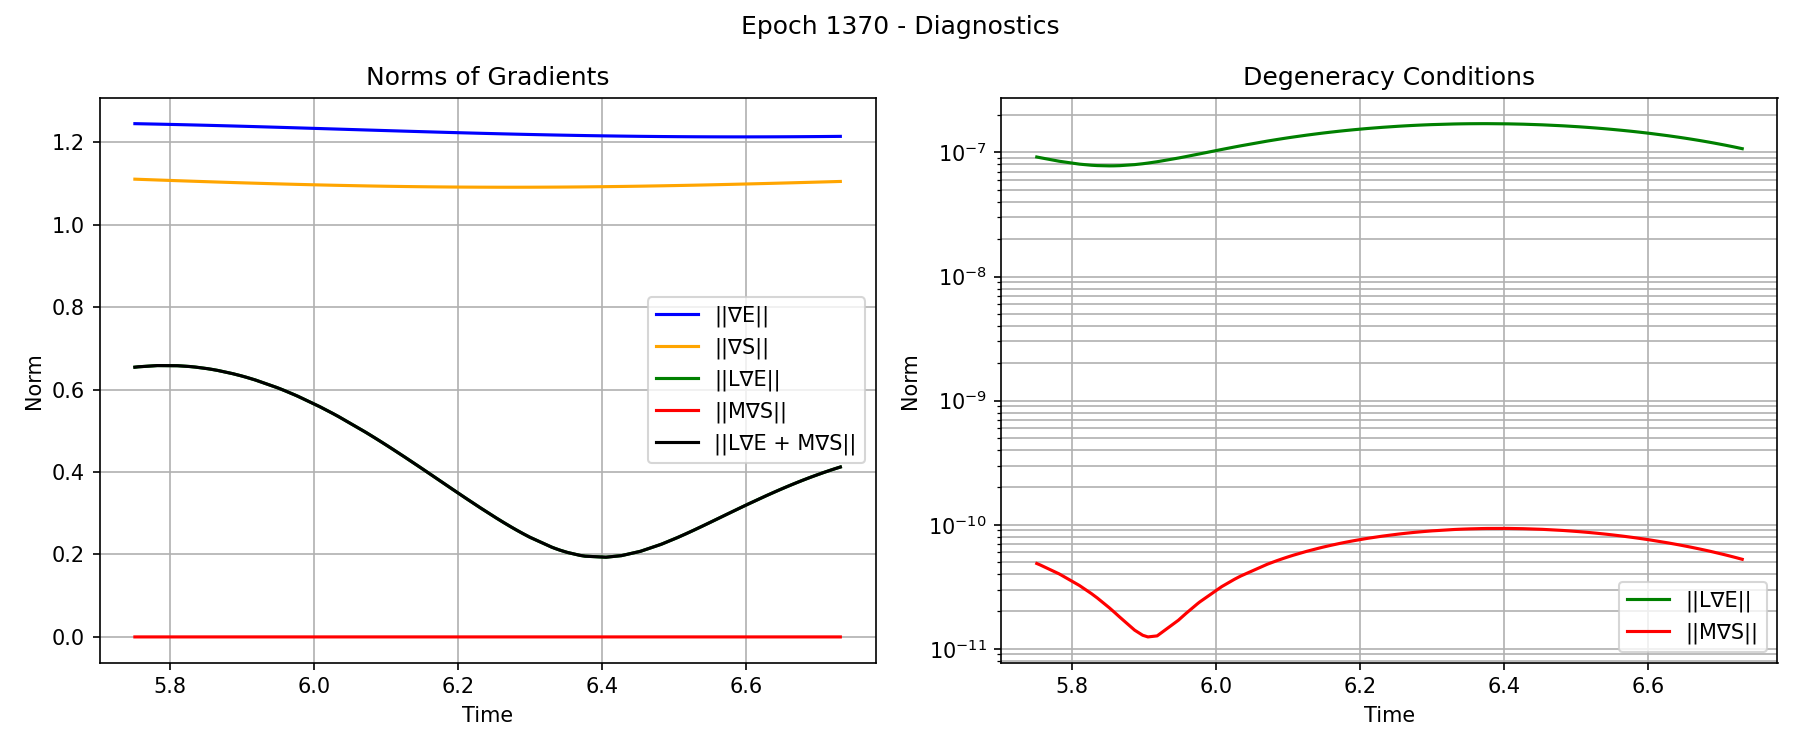 Epoch 1370 - Diagnostics
Norms of Gradients
Norm
1.2
1.0
0.8
0.6
0.4
0.2
0.0
5.8
6.0
6.2
6.4
6.6
Time
||∇E||
||∇S||
||L∇E||
||M∇S||
||L∇E + M∇S||
Degeneracy Conditions
Norm
10⁻⁷
10⁻⁸
10⁻⁹
10⁻¹⁰
10⁻¹¹
5.8
6.0
6.2
6.4
6.6
Time
||L∇E||
||M∇S||